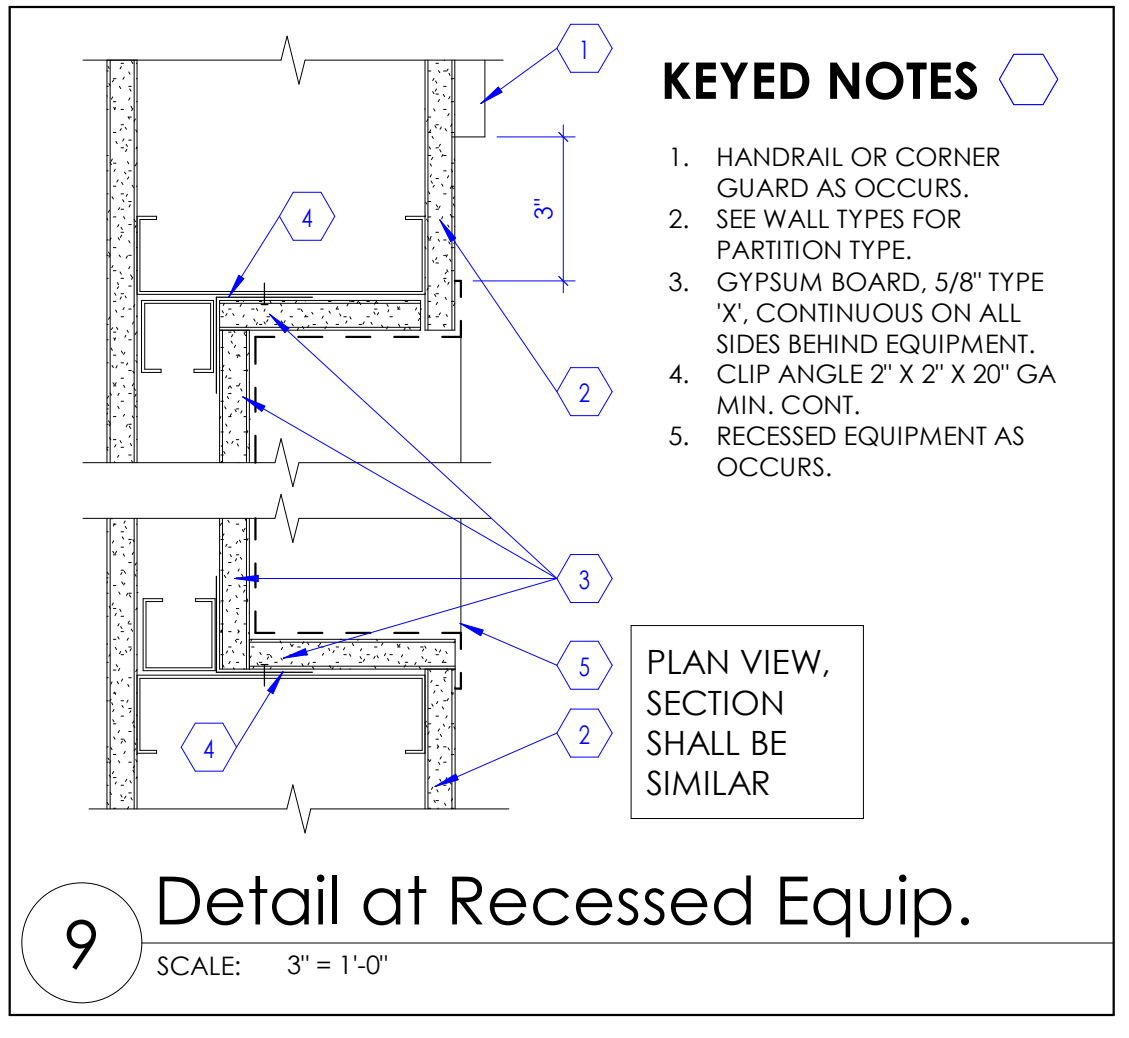 1
KEYED NOTES
1. HANDRAIL OR CORNER
GUARD AS OCCURS.
2. SEE WALL TYPES FOR
PARTITION TYPE.
3. GYPSUM BOARD, 5/8" TYPE
'X', CONTINUOUS ON ALL
SIDES BEHIND EQUIPMENT.
4. CLIP ANGLE 2" X 2" X 20" GA
MIN. CONT.
5. RECESSED EQUIPMENT AS
OCCURS.
4
3"
2
3
5
2
4
PLAN VIEW,
SECTION
SHALL BE
SIMILAR
9
Detail at Recessed Equip.
SCALE: 3" = 1'-0"